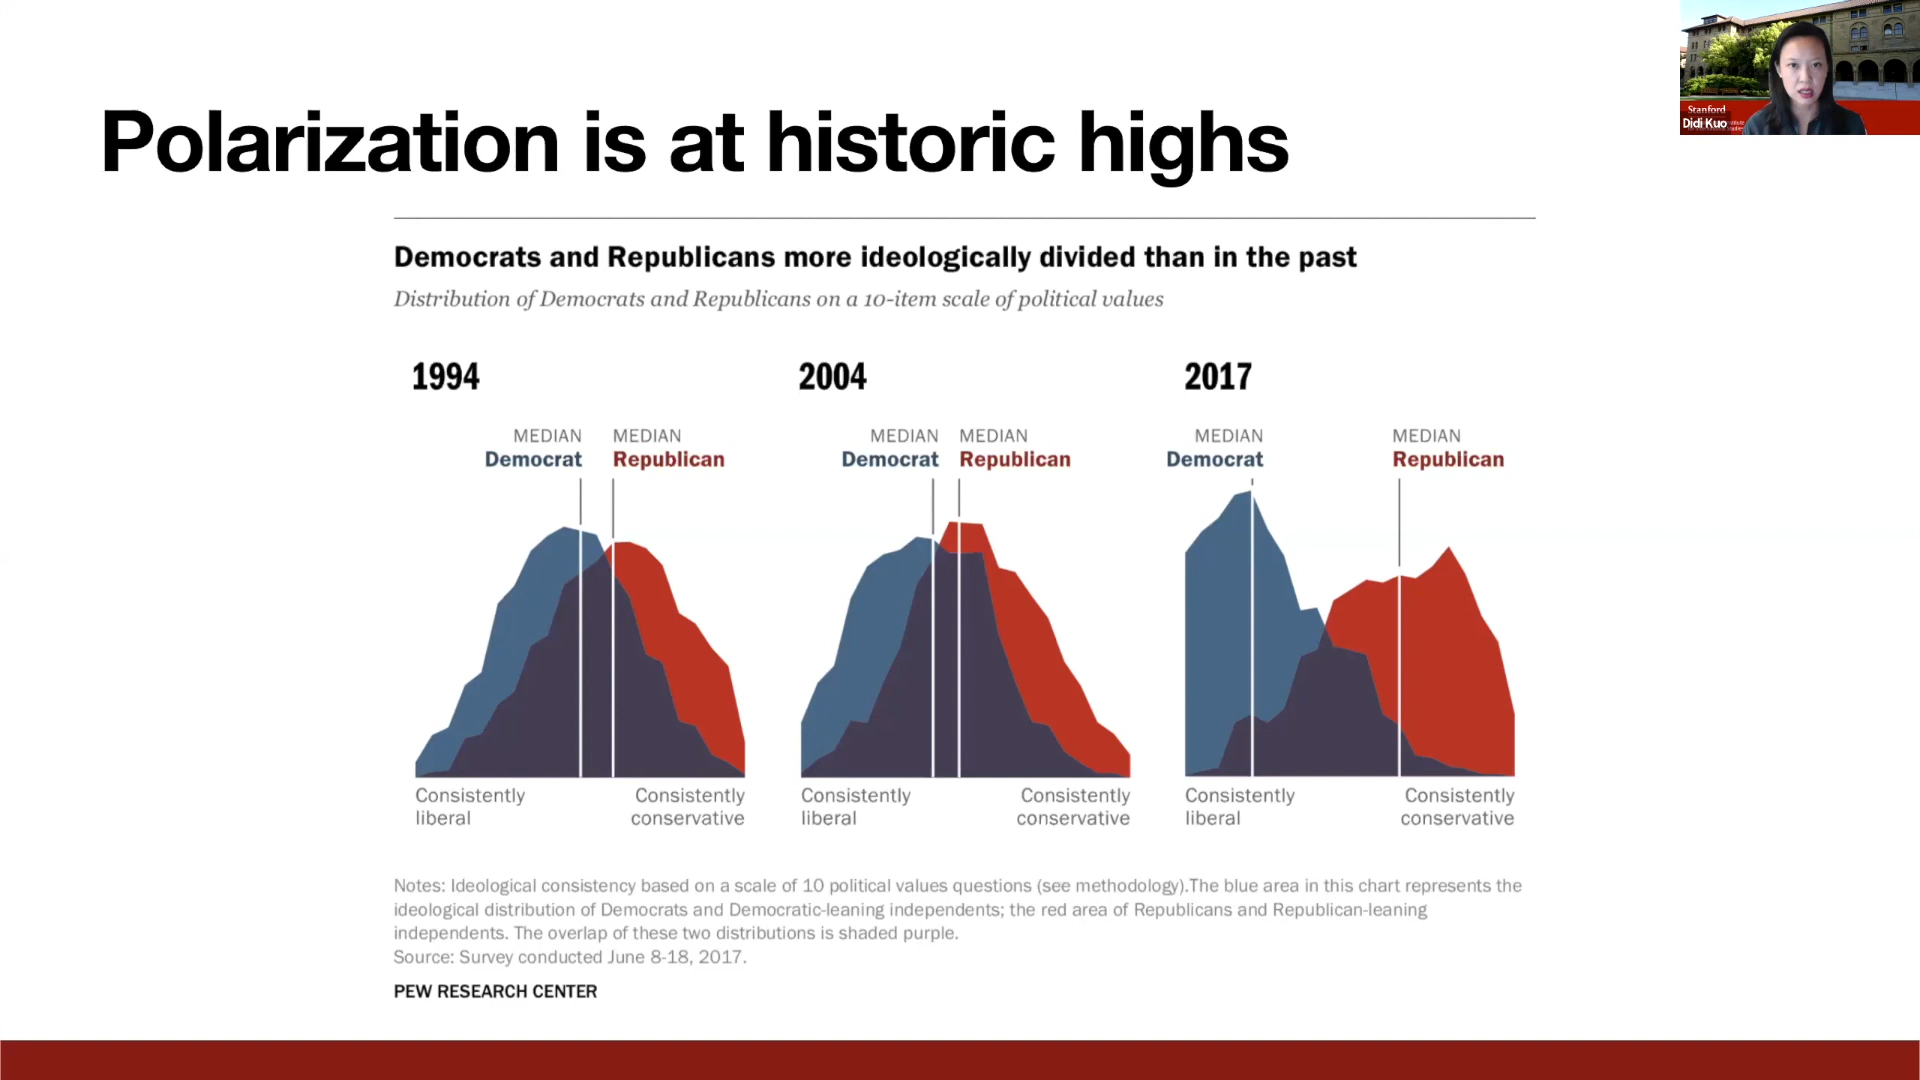 Polarization is at historic highs
Stanford
Didi Kuo
Democrats and Republicans more ideologically divided than in the past
Distribution of Democrats and Republicans on a 10-item scale of political values
1994
2004
2017
MEDIAN
Democrat
MEDIAN
Republican
MEDIAN
Democrat
MEDIAN
Republican
MEDIAN
Democrat
MEDIAN
Republican
Consistently
liberal
Consistently
conservative
Consistently
liberal
Consistently
conservative
Consistently
liberal
Consistently
conservative
Notes: Ideological consistency based on a scale of 10 political values questions (see methodology).The blue area in this chart represents the
ideological distribution of Democrats and Democratic-leaning independents; the red area of Republicans and Republican-leaning
independents. The overlap of these two distributions is shaded purple.
Source: Survey conducted June 8-18, 2017.
PEW RESEARCH CENTER